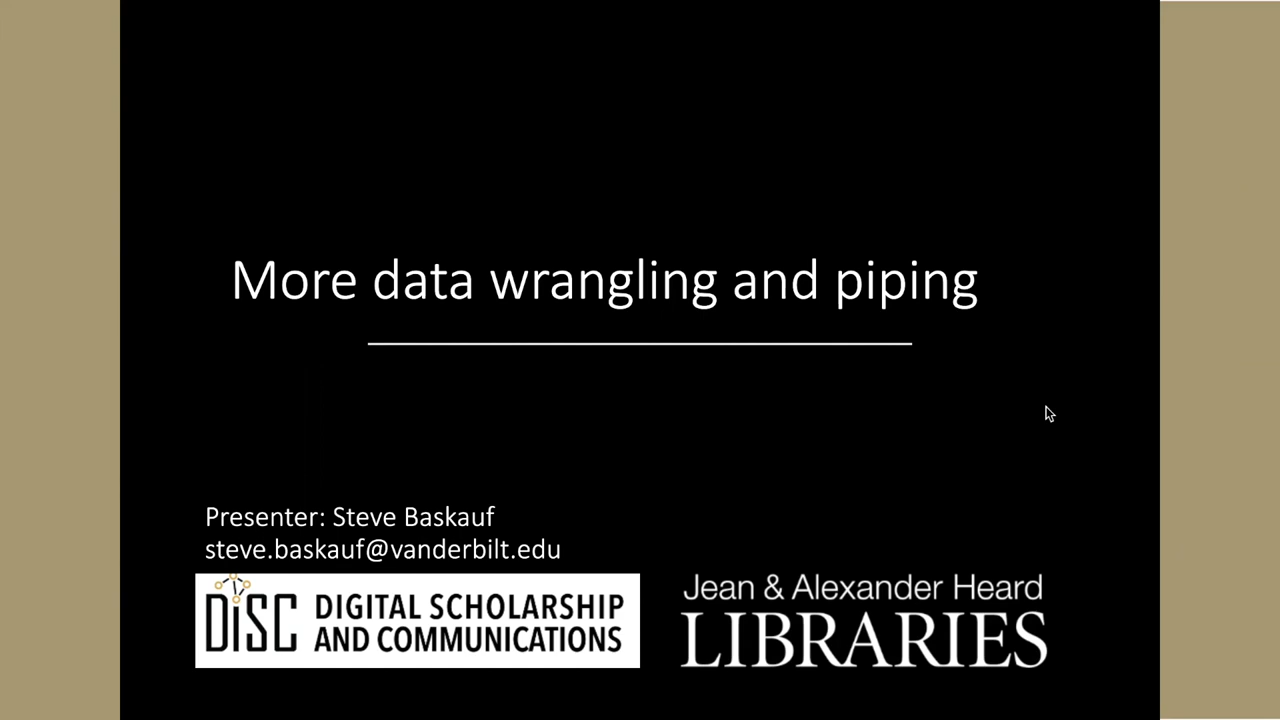 More data wrangling and piping
Presenter: Steve Baskauf
steve.baskauf@vanderbilt.edu
DiSC DIGITAL SCHOLARSHIP
AND COMMUNICATIONS
Jean & Alexander Heard
LIBRARIES